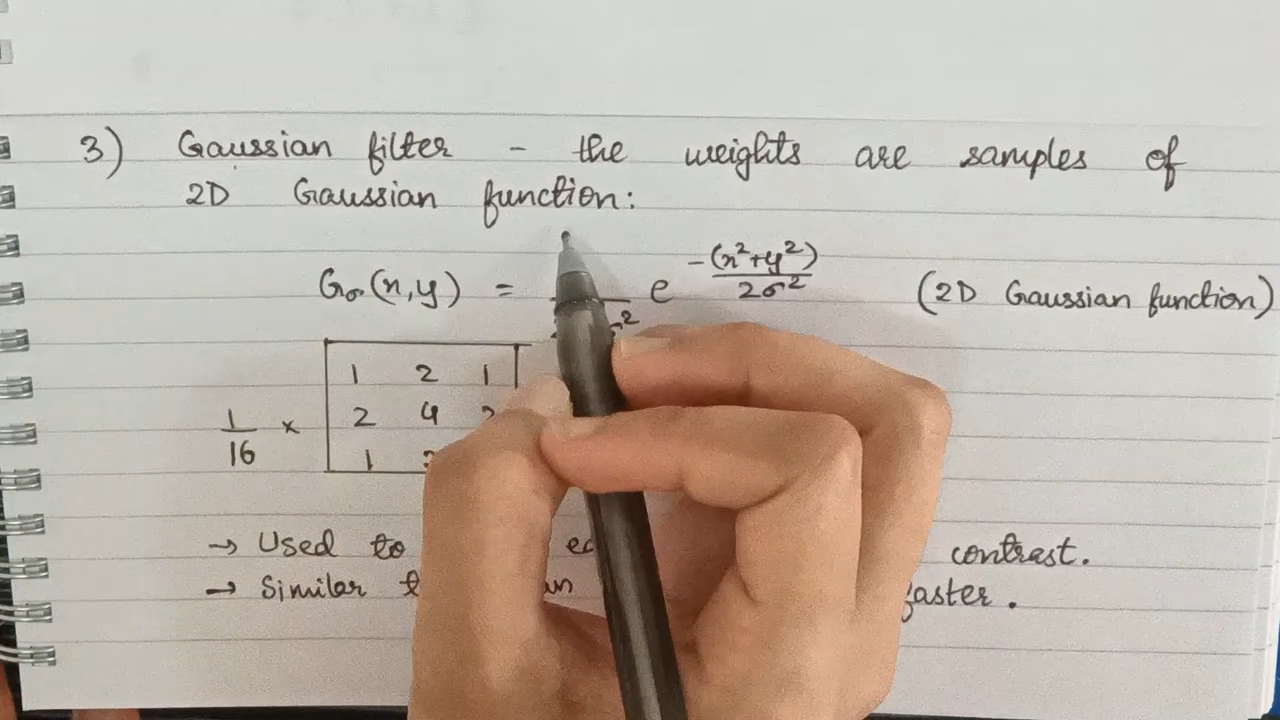 3) Gaussian filter - the weights are samples of
2D Gaussian function:
Gσ(x,y) = e -(x²+y²)/2σ² (2D Gaussian function)
σ²
1 2 1
1/16 × 2 4
1
→ Used to contrast.
→ Similar faster.